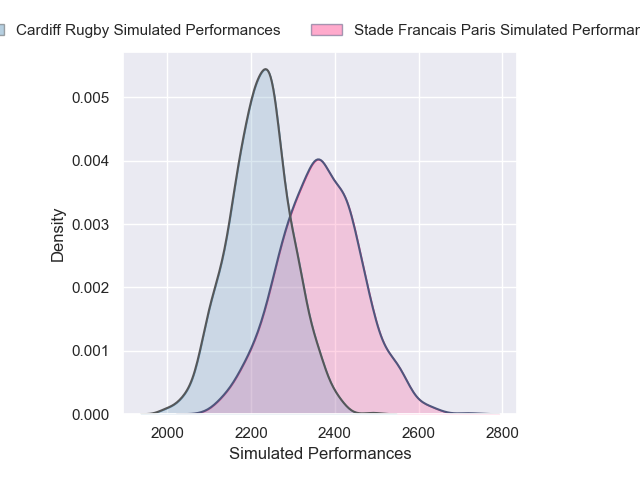 Cardiff Rugby Simulated Performances
Stade Francais Paris Simulated
0.005
0.004
0.003
0.002
0.001
0.000
Density
2000 2200 2400 2600 2800
Simulated Performances